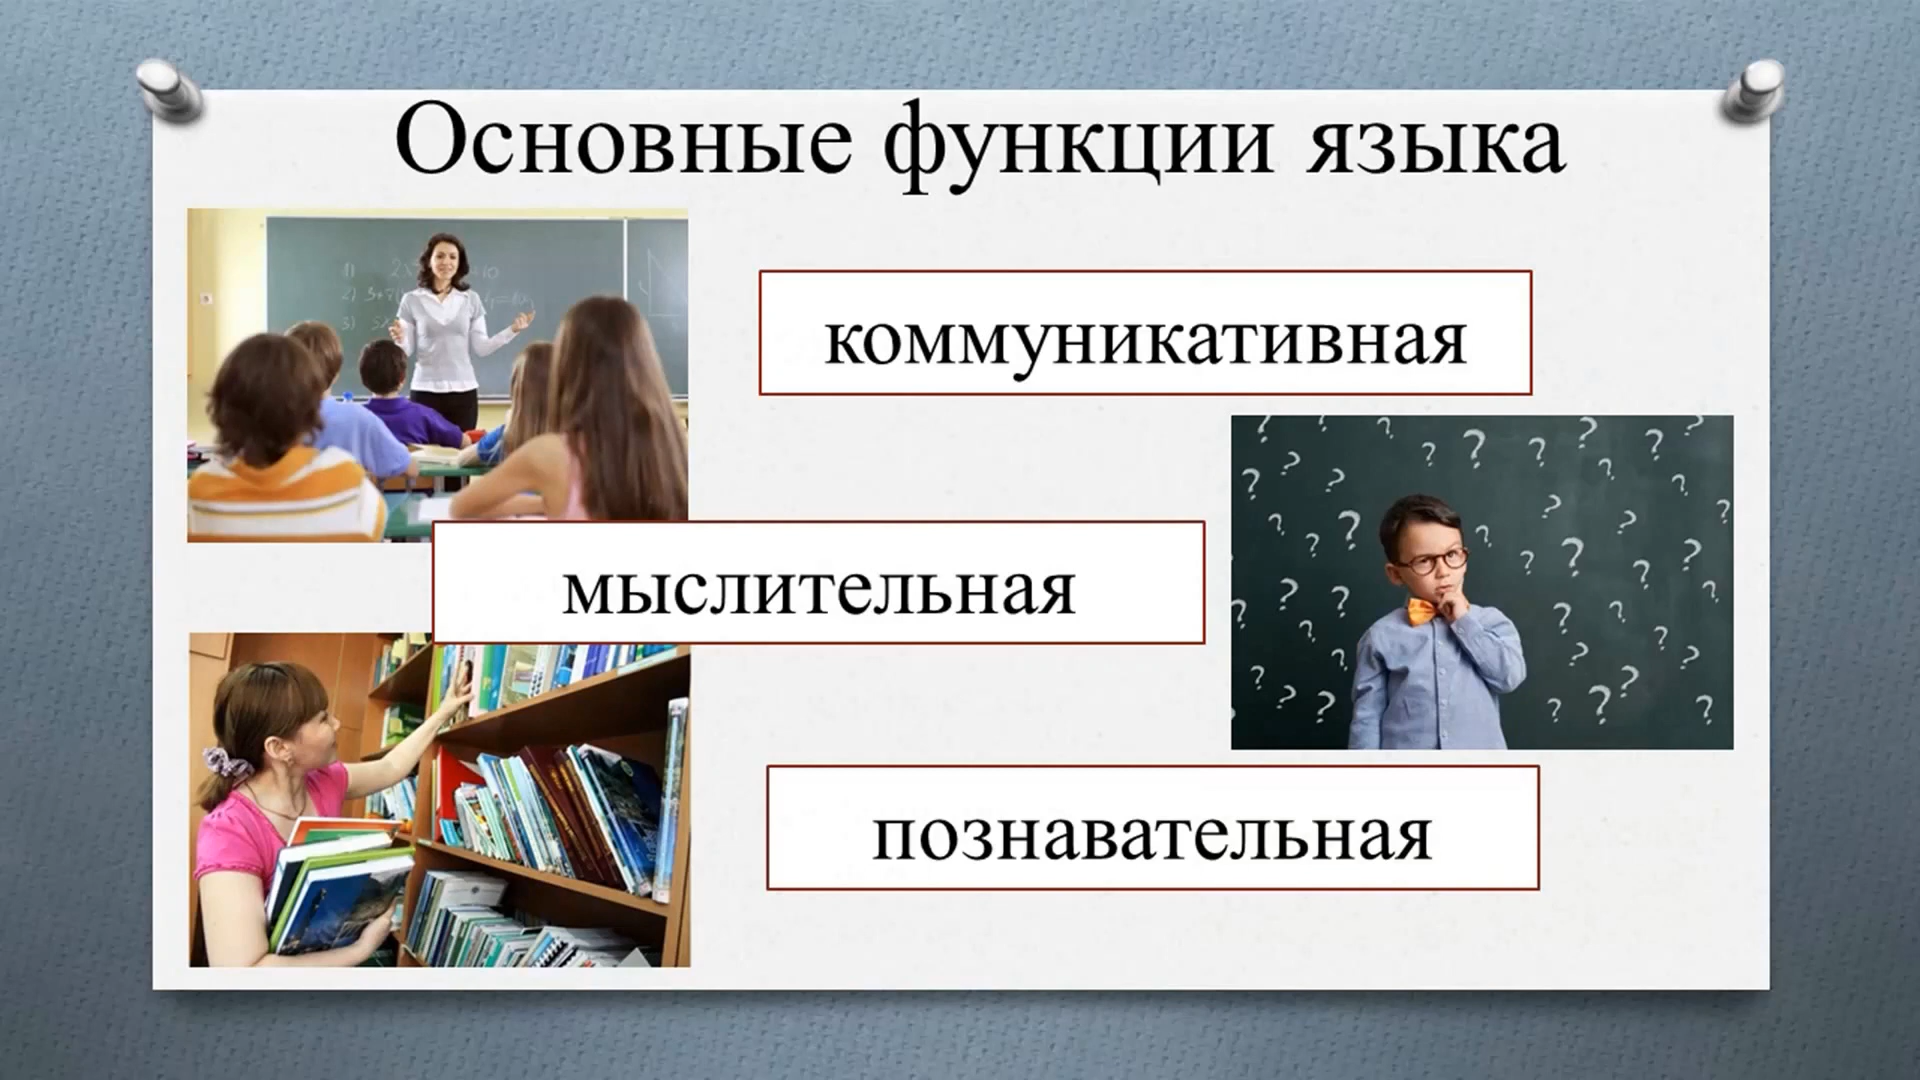 Основные функции языка
коммуникативная
мыслительная
познавательная